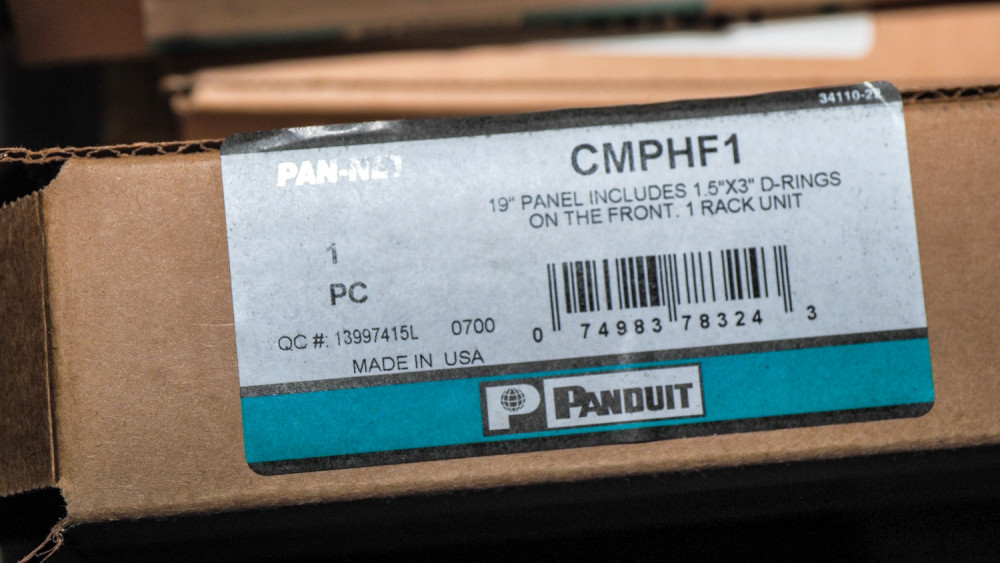 34110-22
PAN-NET
CMPHF1
19" PANEL INCLUDES 1.5"X3" D-RINGS
ON THE FRONT. 1 RACK UNIT
1
PC
QC #: 13997415L 0700
MADE IN USA
0 74983 78324 3
P PANDUIT